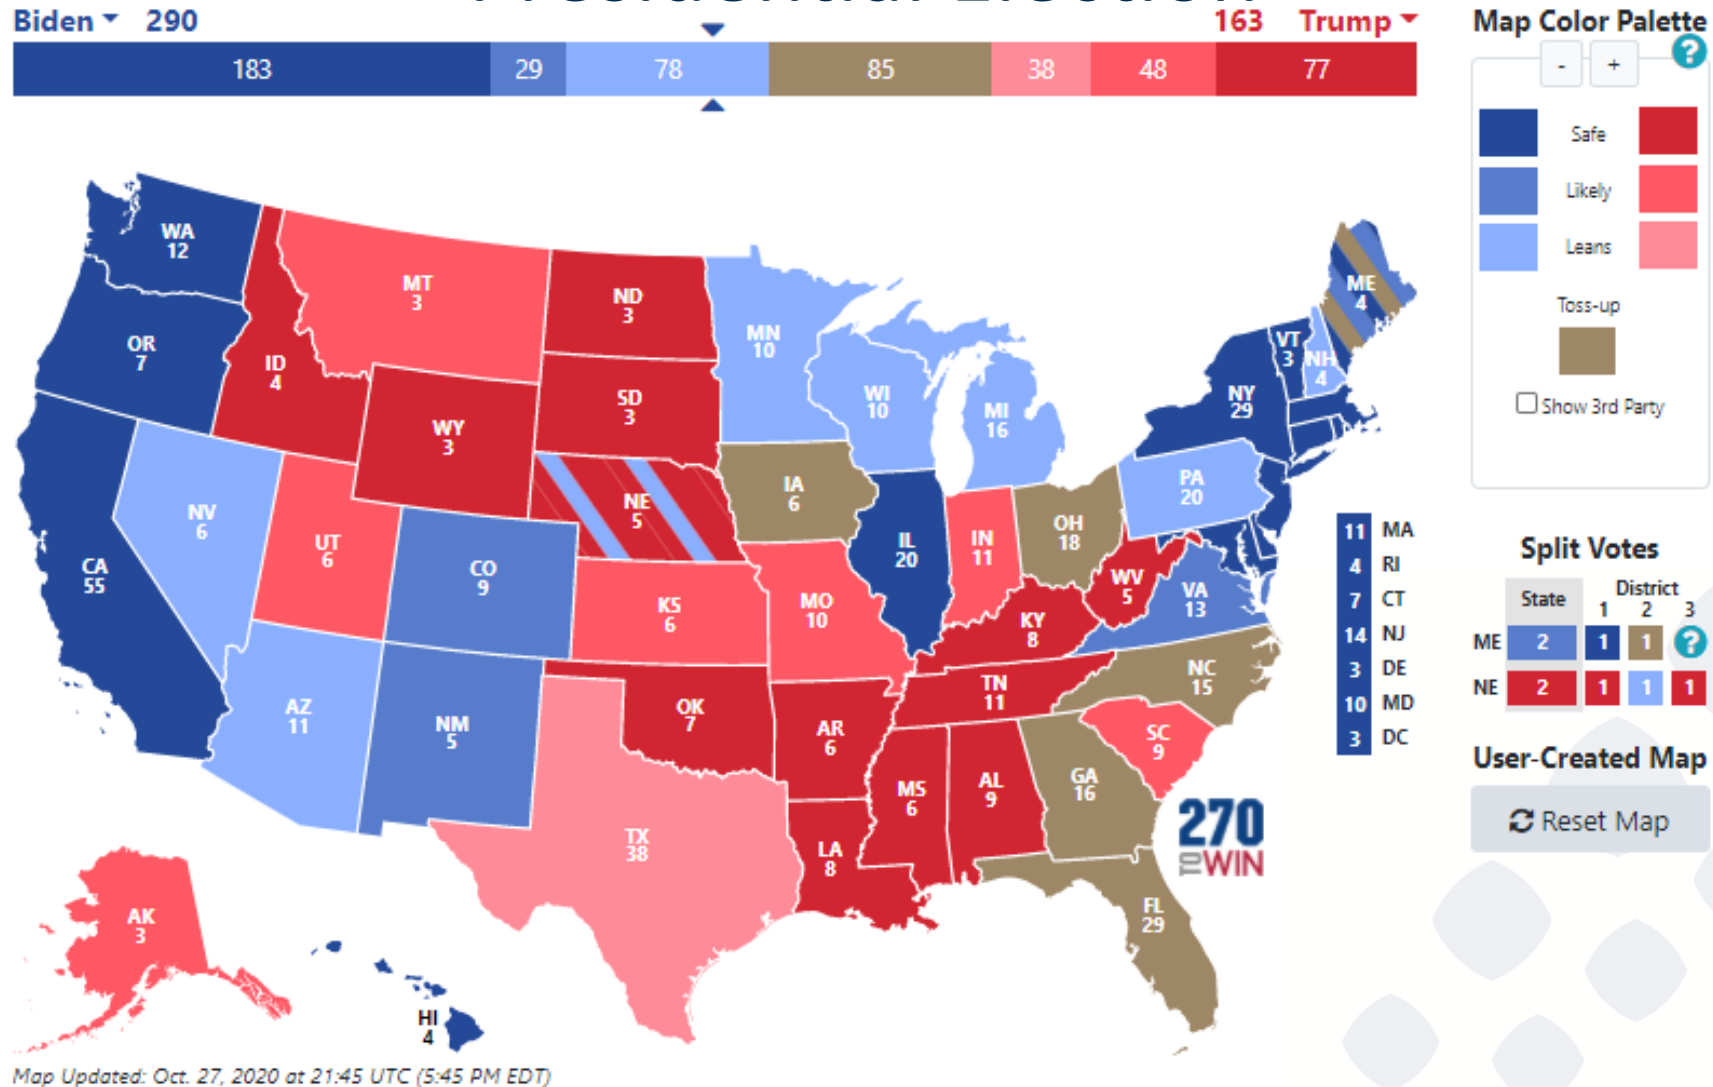 Presidential Election
Biden 290
163 Trump
183 29 78 85 38 48 77
Map Color Palette
- +
?
Safe
Likely
Leans
Toss-up
Show 3rd Party
WA
12
OR
7
CA
55
ID
4
NV
6
MT
3
WY
3
UT
6
AZ
11
CO
9
NM
5
ND
3
SD
3
NE
5
KS
6
OK
7
TX
38
MN
10
IA
6
MO
10
AR
6
LA
8
WI
10
IL
20
MI
16
IN
11
OH
18
KY
8
TN
11
MS
6
AL
9
GA
16
FL
29
SC
9
NC
15
VA
13
WV
5
PA
20
NY
29
VT
3
NH
4
ME
4
AK
3
HI
4
11 MA
4 RI
7 CT
14 NJ
3 DE
10 MD
3 DC
270
TO WIN
Split Votes
State District
1 2 3
ME 2 1 1 ?
NE 2 1 1 1
User-Created Map
Reset Map
Map Updated: Oct. 27, 2020 at 21:45 UTC (5:45 PM EDT)